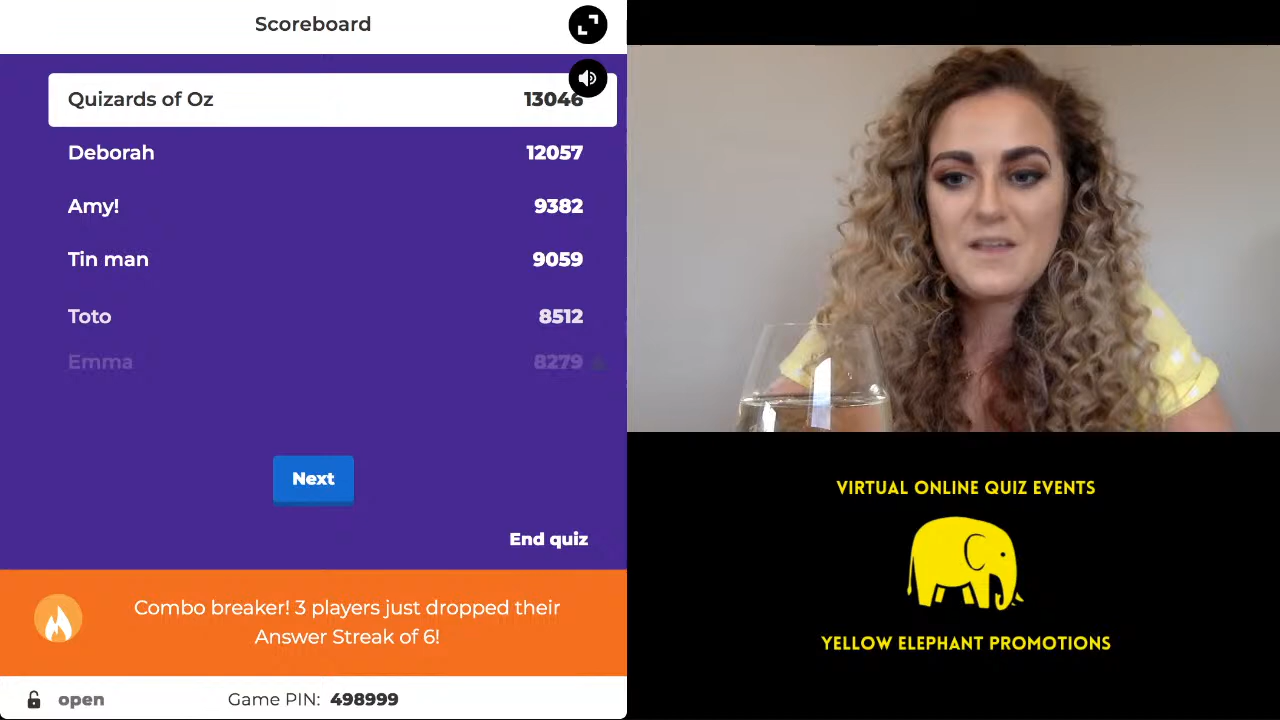 Scoreboard
Quizards of Oz 13046
Deborah 12057
Amy! 9382
Tin man 9059
Toto 8512
Emma 8279
Next
End quiz
Combo breaker! 3 players just dropped their
Answer Streak of 6!
open Game PIN: 498999
VIRTUAL ONLINE QUIZ EVENTS
YELLOW ELEPHANT PROMOTIONS